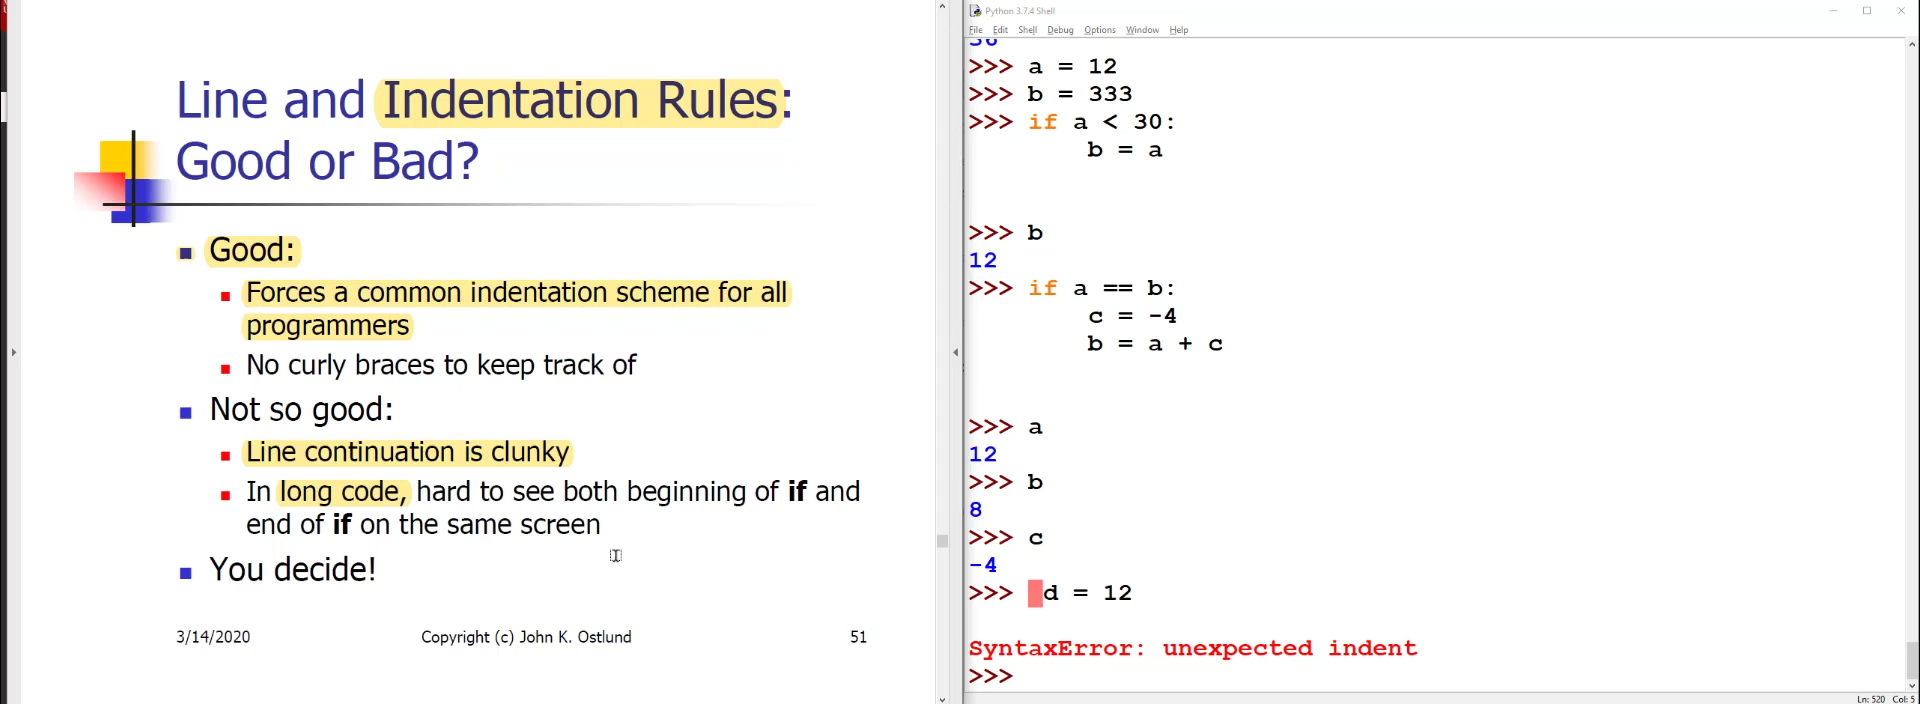 Line and Indentation Rules:
Good or Bad?
Good:
Forces a common indentation scheme for all
programmers
No curly braces to keep track of
Not so good:
Line continuation is clunky
In long code, hard to see both beginning of if and
end of if on the same screen
You decide!
3/14/2020 Copyright (c) John K. Ostlund 51
Python 3.7.4 Shell
File Edit Shell Debug Options Window Help
>>> a = 12
>>> b = 333
>>> if a < 30:
        b = a
>>> b
12
>>> if a == b:
        c = -4
        b = a + c
>>> a
12
>>> b
8
>>> c
-4
>>>  d = 12
SyntaxError: unexpected indent
>>>
Ln: 520 Col: 5